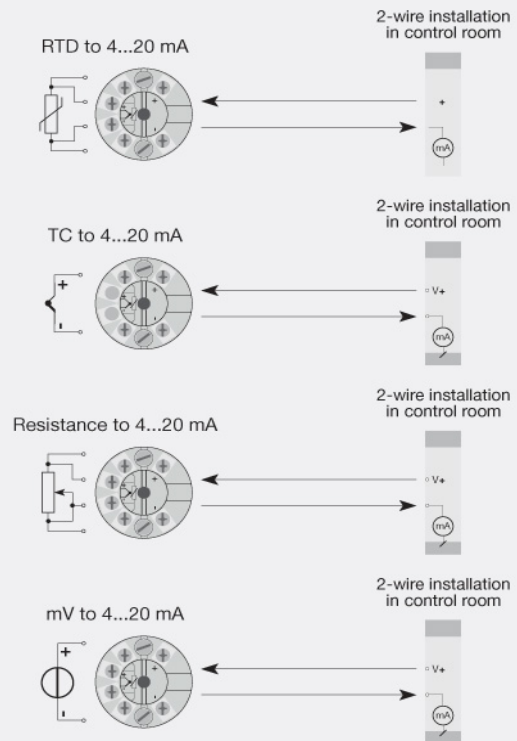 2-wire installation
in control room
RTD to 4...20 mA
+
-
+
mA
2-wire installation
in control room
TC to 4...20 mA
+
-
+
-
V+
mA
2-wire installation
in control room
Resistance to 4...20 mA
+
-
V+
mA
2-wire installation
in control room
mV to 4...20 mA
+
-
+
-
V+
mA